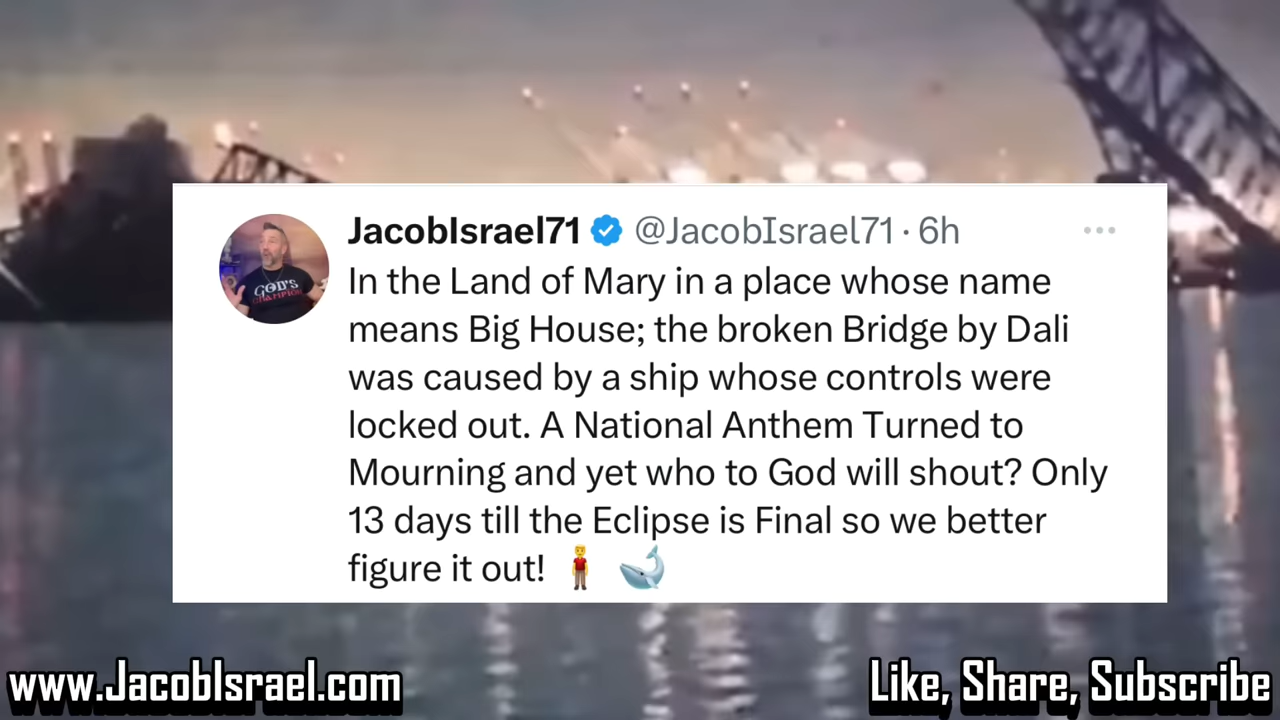 JacobIsrael71 @JacobIsrael71 · 6h
In the Land of Mary in a place whose name
means Big House; the broken Bridge by Dali
was caused by a ship whose controls were
locked out. A National Anthem Turned to
Mourning and yet who to God will shout? Only
13 days till the Eclipse is Final so we better
figure it out! 🧍‍♂️ 🐋
GOD'S
CHAMPION
www.JacobIsrael.com
Like, Share, Subscribe